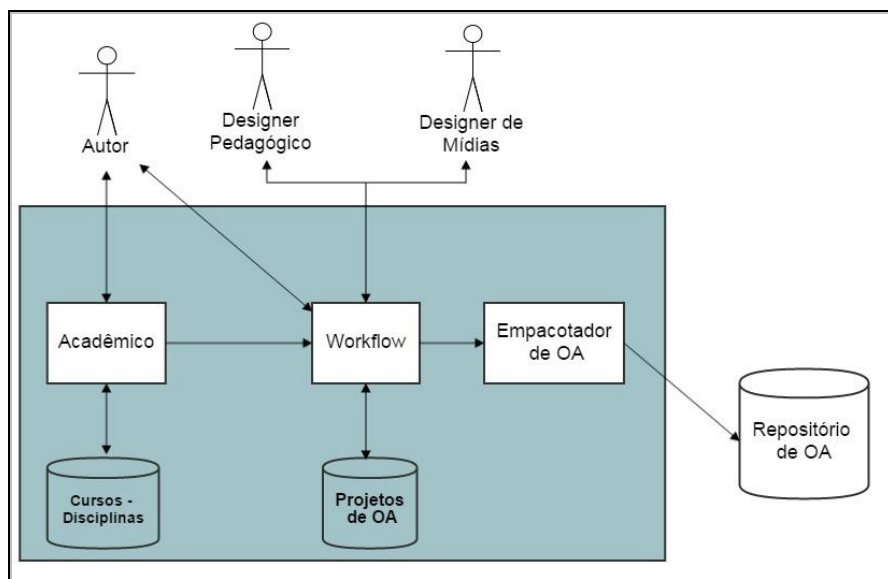 Autor
Designer
Pedagógico
Designer de
Mídias
Acadêmico
Workflow
Empacotador
de OA
Repositório
de OA
Cursos -
Disciplinas
Projetos
de OA